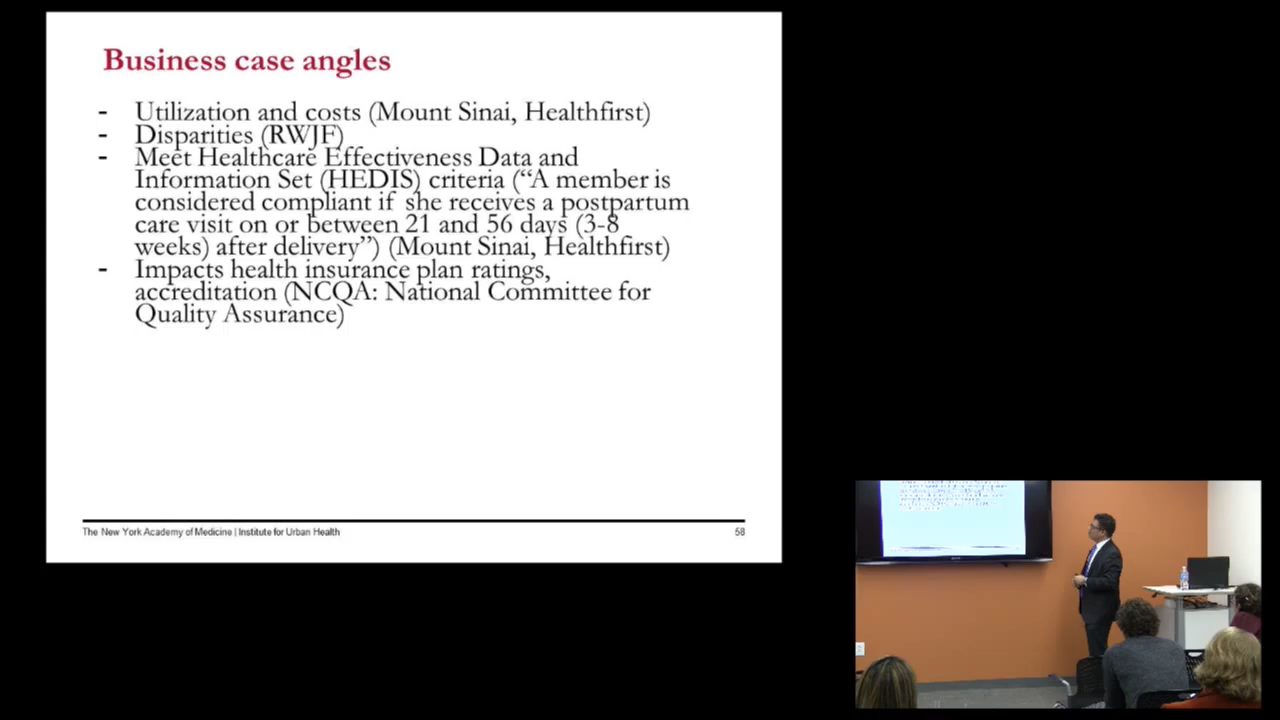 Business case angles
- Utilization and costs (Mount Sinai, Healthfirst)
- Disparities (RWJF)
- Meet Healthcare Effectiveness Data and
Information Set (HEDIS) criteria (“A member is
considered compliant if she receives a postpartum
care visit on or between 21 and 56 days (3-8
weeks) after delivery”) (Mount Sinai, Healthfirst)
- Impacts health insurance plan ratings,
accreditation (NCQA: National Committee for
Quality Assurance)
The New York Academy of Medicine | Institute for Urban Health
58